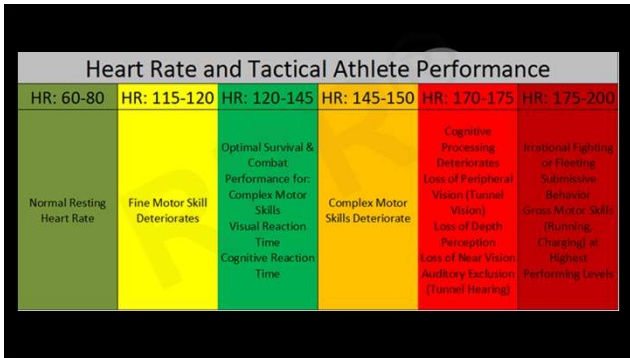 Heart Rate and Tactical Athlete Performance
HR: 60-80
HR: 115-120
HR: 120-145
HR: 145-150
HR: 170-175
HR: 175-200
Normal Resting
Heart Rate
Fine Motor Skill
Deteriorates
Optimal Survival &
Combat
Performance for:
Complex Motor
Skills
Visual Reaction
Time
Cognitive Reaction
Time
Complex Motor
Skills Deteriorate
Cognitive
Processing
Deteriorates
Loss of Peripheral
Vision (Tunnel
Vision)
Loss of Depth
Perception
Loss of Near Vision
Auditory Exclusion
(Tunnel Hearing)
Irrational Fighting
or Fleeting
Submissive
Behavior
Gross Motor Skills
(Running,
Charging) at
Highest
Performing Levels